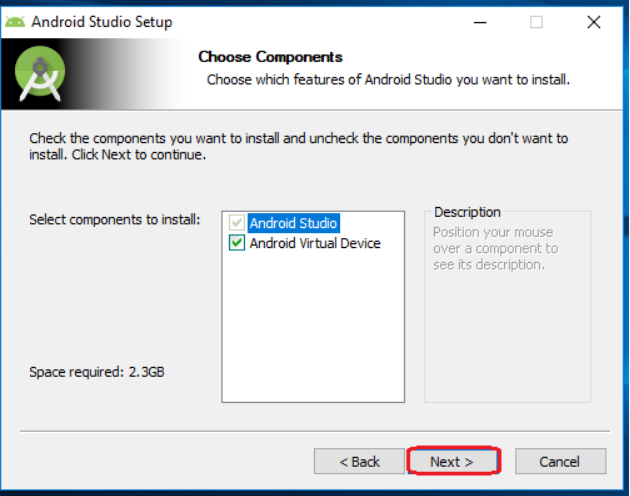 Android Studio Setup
Choose Components
Choose which features of Android Studio you want to install.
Check the components you want to install and uncheck the components you don't want to
install. Click Next to continue.
Select components to install:
Android Studio
Android Virtual Device
Description
Position your mouse
over a component to
see its description.
Space required: 2.3GB
< Back
Next >
Cancel